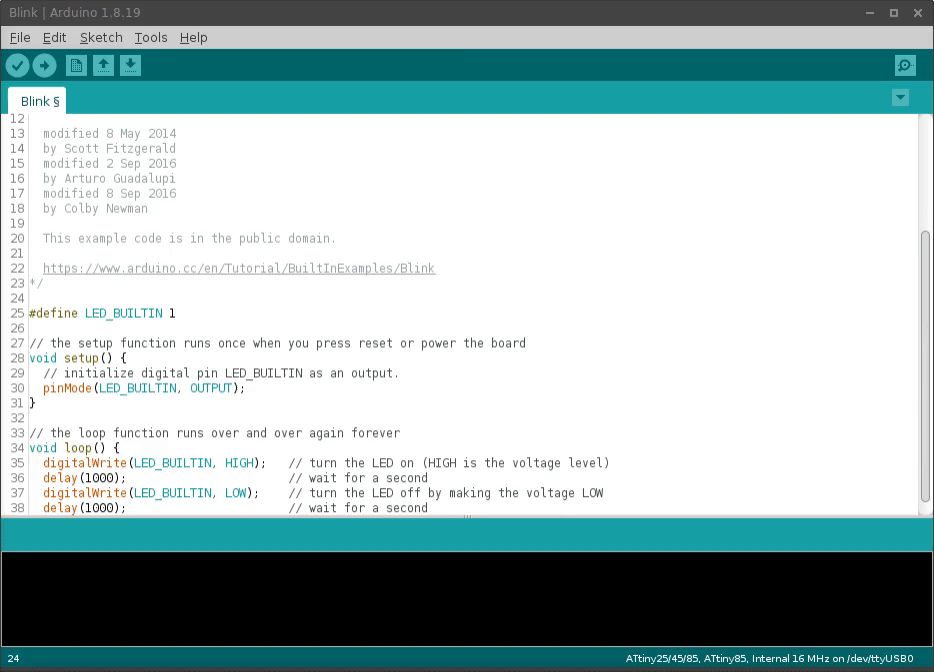 Blink | Arduino 1.8.19
File Edit Sketch Tools Help
Blink §
12
13 modified 8 May 2014
14 by Scott Fitzgerald
15 modified 2 Sep 2016
16 by Arturo Guadalupi
17 modified 8 Sep 2016
18 by Colby Newman
19
20 This example code is in the public domain.
21
22 https://www.arduino.cc/en/Tutorial/BuiltInExamples/Blink
23 */
24
25 #define LED_BUILTIN 1
26
27 // the setup function runs once when you press reset or power the board
28 void setup() {
29 // initialize digital pin LED_BUILTIN as an output.
30 pinMode(LED_BUILTIN, OUTPUT);
31 }
32
33 // the loop function runs over and over again forever
34 void loop() {
35 digitalWrite(LED_BUILTIN, HIGH); // turn the LED on (HIGH is the voltage level)
36 delay(1000); // wait for a second
37 digitalWrite(LED_BUILTIN, LOW); // turn the LED off by making the voltage LOW
38 delay(1000); // wait for a second
24 ATtiny25/45/85, ATtiny85, Internal 16 MHz on /dev/ttyUSB0